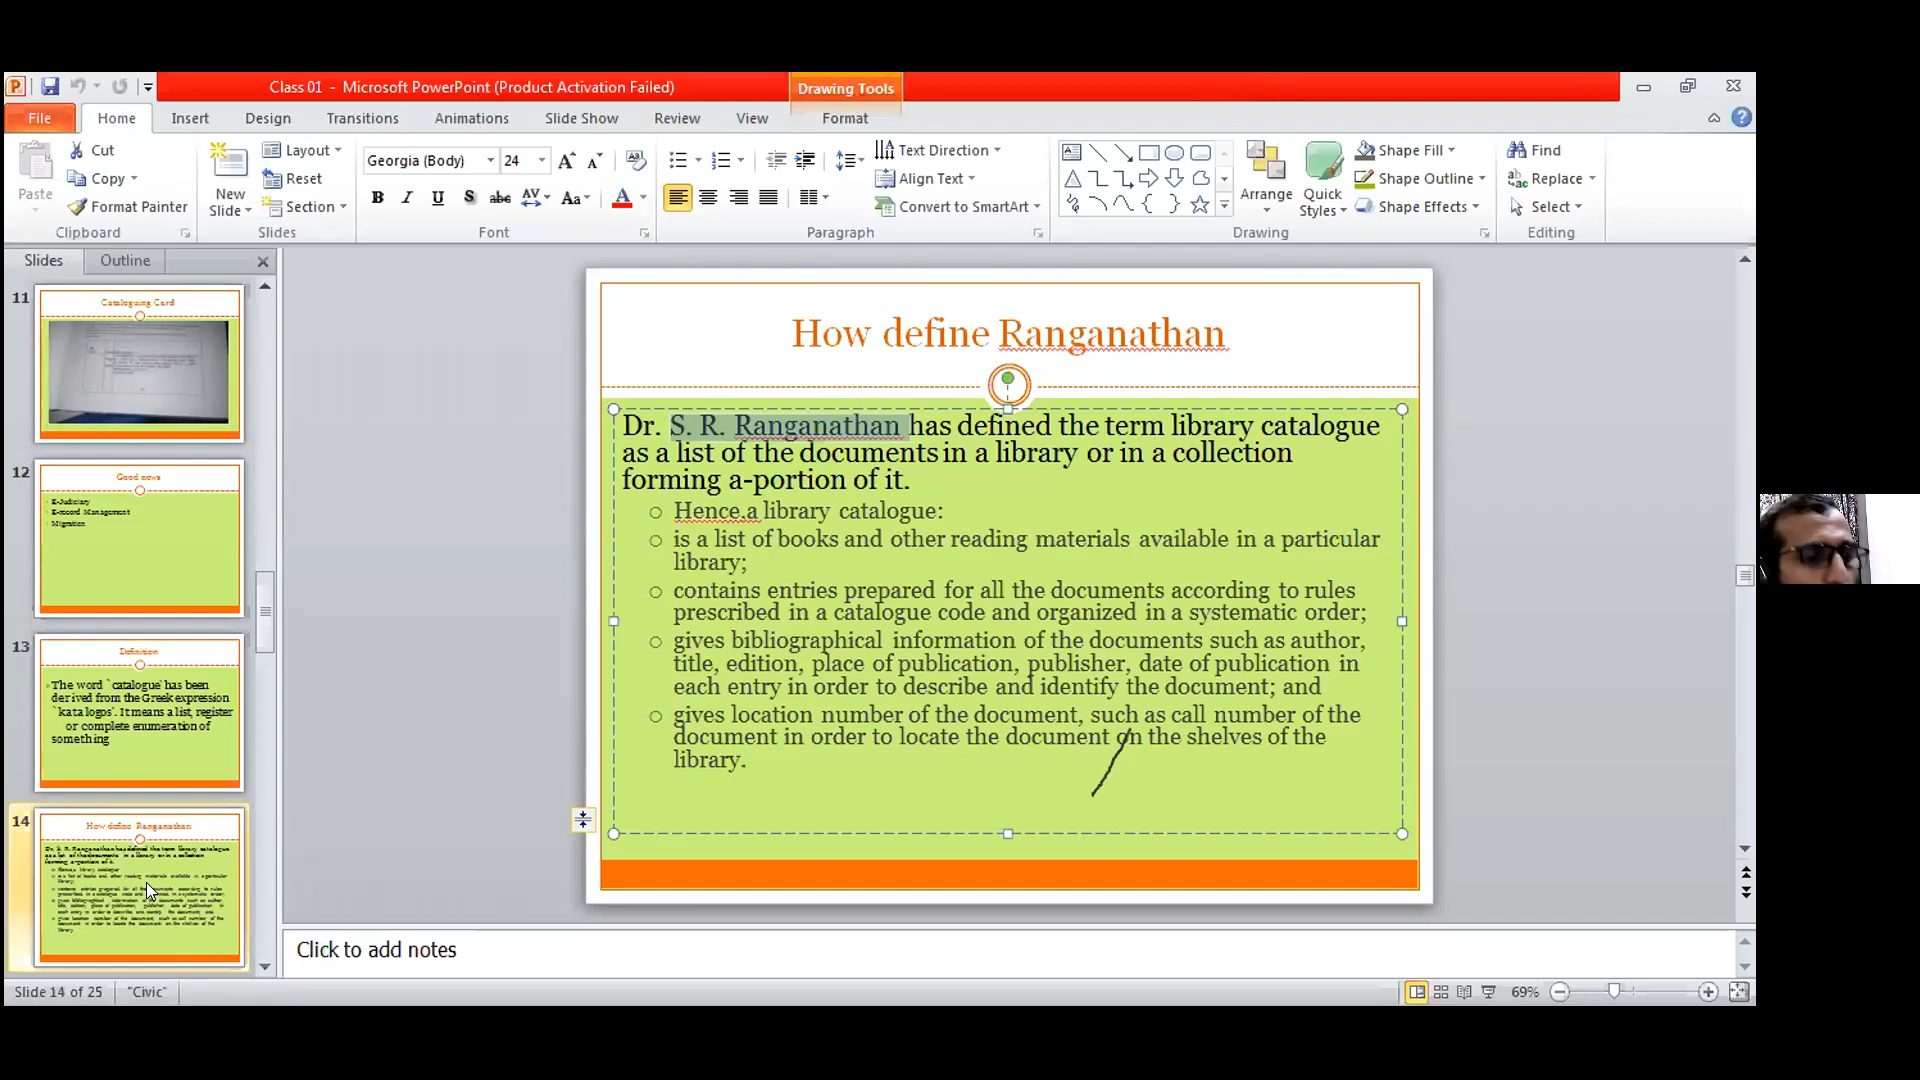 Class 01 - Microsoft PowerPoint (Product Activation Failed)
Drawing Tools
File Home Insert Design Transitions Animations Slide Show Review View Format
Paste
Cut
Copy
Format Painter
Clipboard
New
Slide
Layout
Reset
Section
Slides
Georgia (Body) 24
B I U S abc AV Aa A
Font
Text Direction
Align Text
Convert to SmartArt
Paragraph
Arrange
Quick
Styles
Shape Fill
Shape Outline
Shape Effects
Drawing
Find
Replace
Select
Editing
Slides Outline
11
Cataloguing Card
12
Good news
E-Judiciary
E-record Management
Migration
13
Definition
The word `catalogue' has been
derived from the Greek expression
`kata logos'. It means a list, register
or complete enumeration of
something
14
How define Ranganathan
How define Ranganathan
Dr. S. R. Ranganathan has defined the term library catalogue
as a list of the documents in a library or in a collection
forming a-portion of it.
Hence,a library catalogue:
is a list of books and other reading materials available in a particular
library;
contains entries prepared for all the documents according to rules
prescribed in a catalogue code and organized in a systematic order;
gives bibliographical information of the documents such as author,
title, edition, place of publication, publisher, date of publication in
each entry in order to describe and identify the document; and
gives location number of the document, such as call number of the
document in order to locate the document on the shelves of the
library.
Click to add notes
Slide 14 of 25 "Civic" 69%